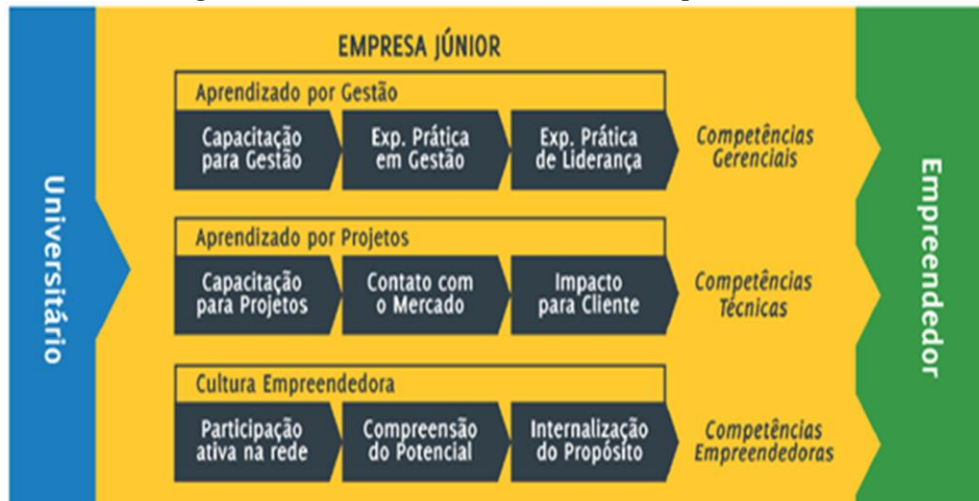 EMPRESA JÚNIOR
Universitário
Aprendizado por Gestão
Capacitação
para Gestão
Exp. Prática
em Gestão
Exp. Prática
de Liderança
Competências
Gerenciais
Aprendizado por Projetos
Capacitação
para Projetos
Contato com
o Mercado
Impacto
para Cliente
Competências
Técnicas
Cultura Empreendedora
Participação
ativa na rede
Compreensão
do Potencial
Internalização
do Propósito
Competências
Empreendedoras
Empreendedor